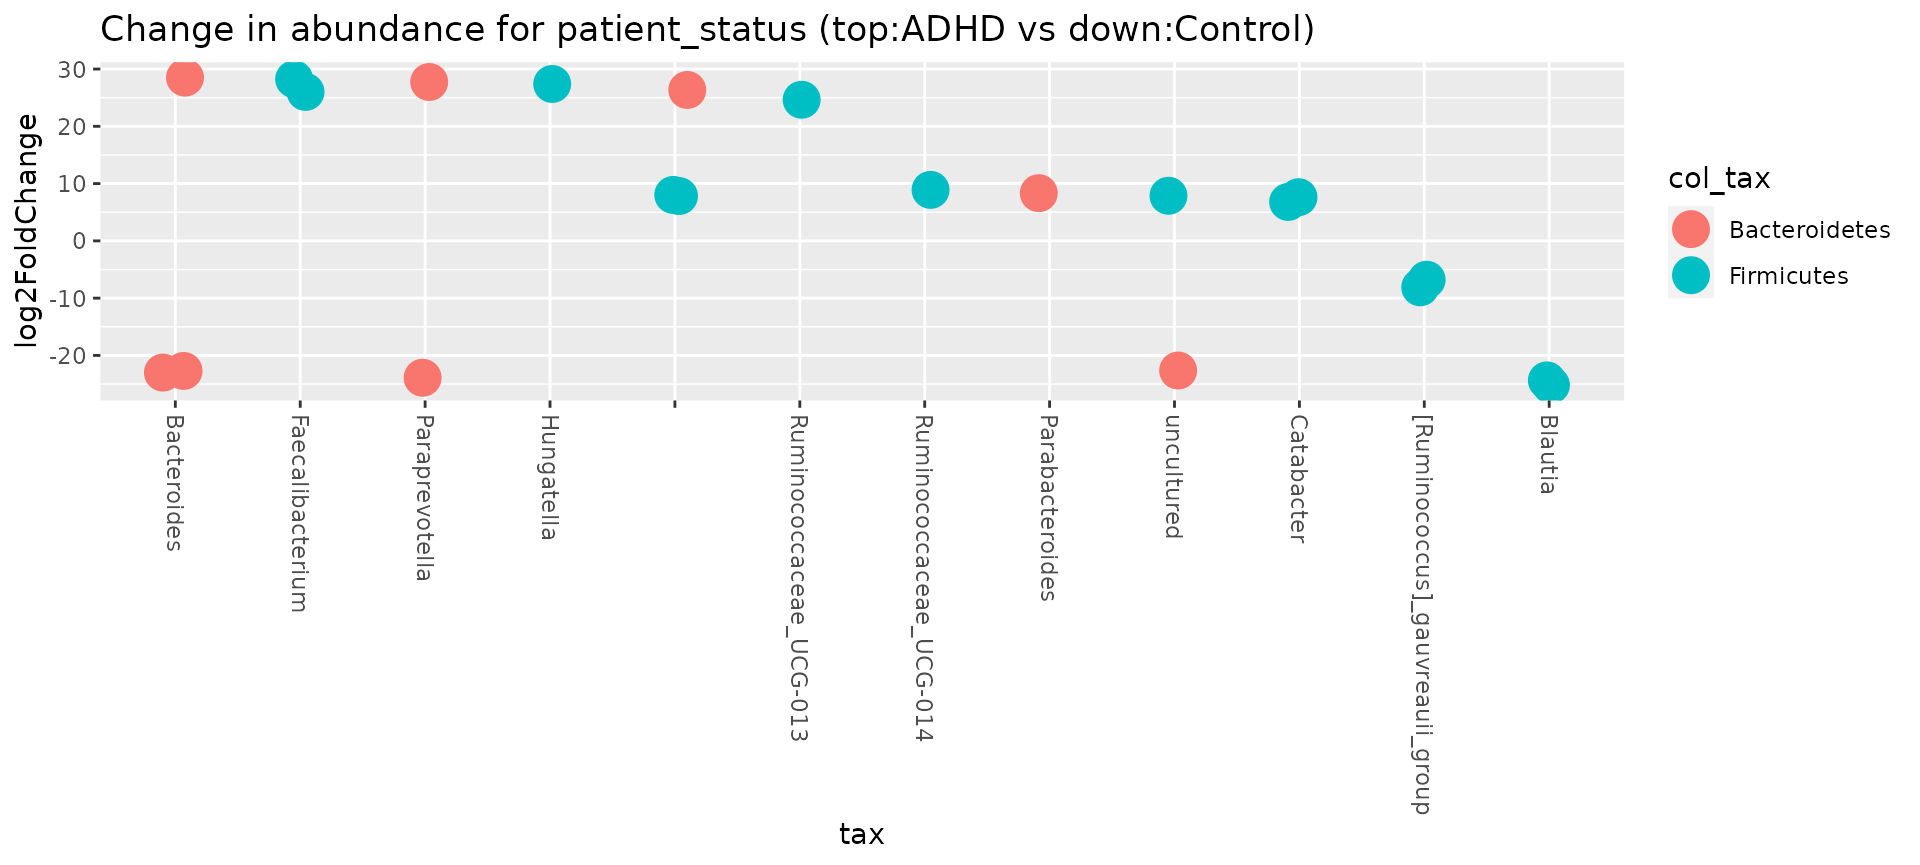 Change in abundance for patient_status (top:ADHD vs down:Control)
log2FoldChange
30
20
10
0
-10
-20
Bacteroides
Faecalibacterium
Paraprevotella
Hungatella
Ruminococcaceae_UCG-013
Ruminococcaceae_UCG-014
Parabacteroides
uncultured
Catabacter
[Ruminococcus]_gauvreauii_group
Blautia
tax
col_tax
Bacteroidetes
Firmicutes